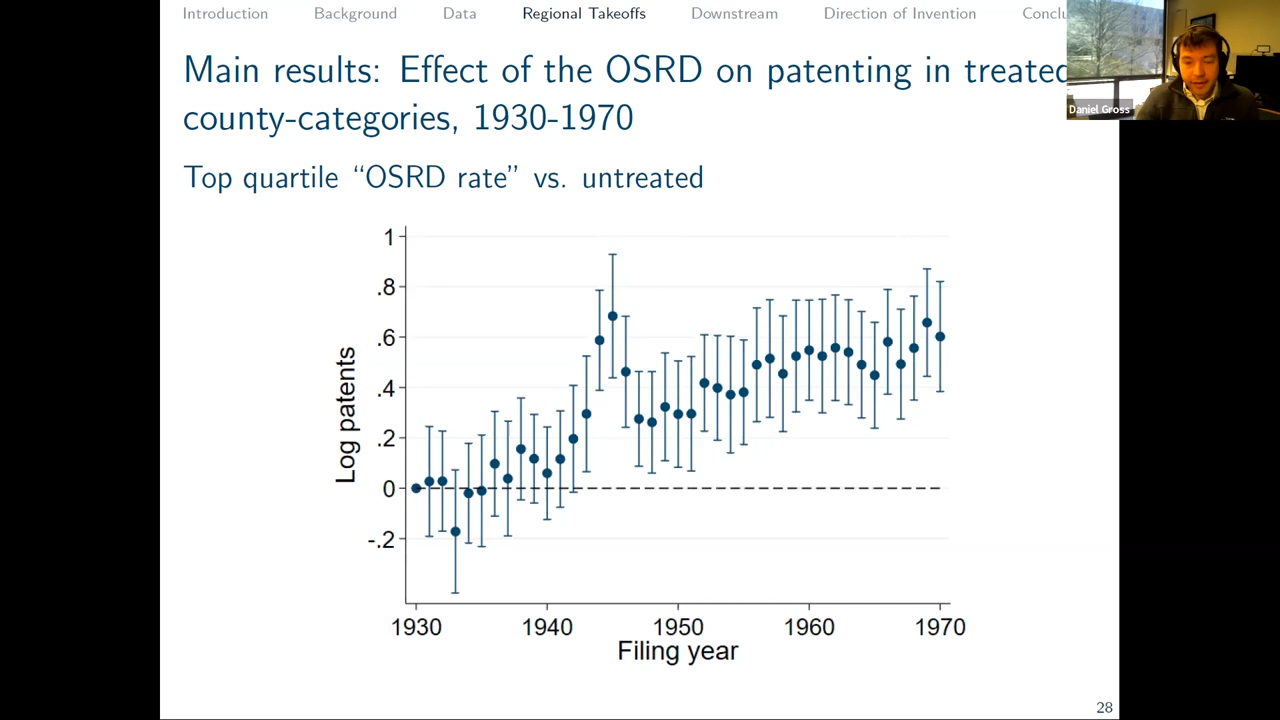 Introduction Background Data Regional Takeoffs Downstream Direction of Invention Conclu
Main results: Effect of the OSRD on patenting in treated
county-categories, 1930-1970
Daniel Gross
Top quartile “OSRD rate” vs. untreated
1
.8
.6
.4
.2
0
-.2
Log patents
1930 1940 1950 1960 1970
Filing year
28